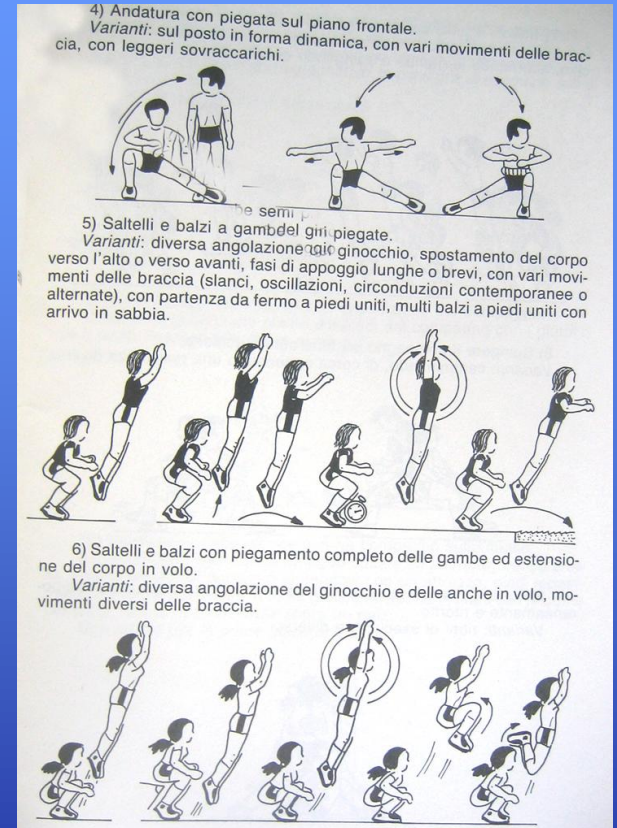 4) Andatura con piegata sul piano frontale.
Varianti: sul posto in forma dinamica, con vari movimenti delle brac-
cia, con leggeri sovraccarichi.
5) Saltelli e balzi a gambe semi piegate.
Varianti: diversa angolazione del ginocchio, spostamento del corpo
verso l'alto o verso avanti, fasi di appoggio lunghe o brevi, con vari movi-
menti delle braccia (slanci, oscillazioni, circonduzioni contemporanee o
alternate), con partenza da fermo a piedi uniti, multi balzi a piedi uniti con
arrivo in sabbia.
6) Saltelli e balzi con piegamento completo delle gambe ed estensio-
ne del corpo in volo.
Varianti: diversa angolazione del ginocchio e delle anche in volo, mo-
vimenti diversi delle braccia.